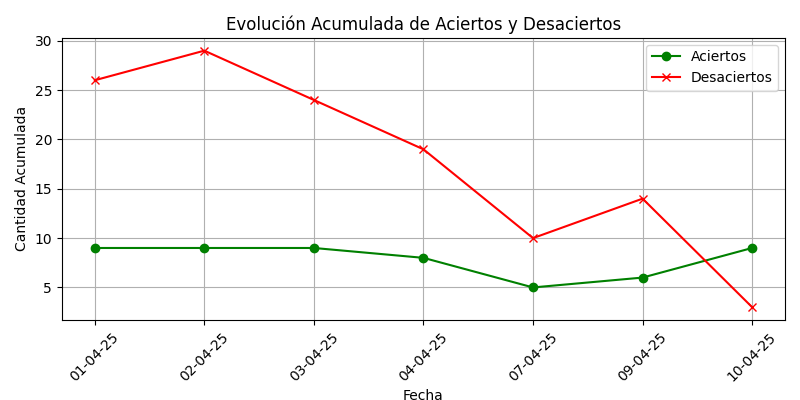 Evolución Acumulada de Aciertos y Desaciertos
Aciertos
Desaciertos
Cantidad Acumulada
30
25
20
15
10
5
01-04-25
02-04-25
03-04-25
04-04-25
07-04-25
09-04-25
10-04-25
Fecha